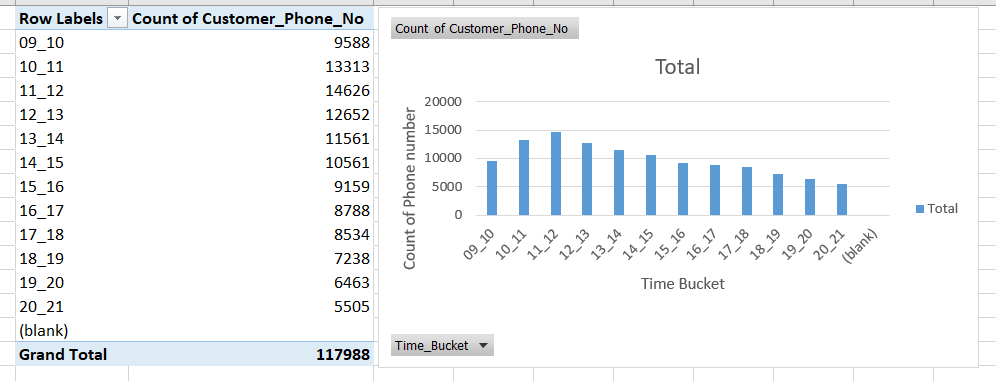 Row Labels Count of Customer_Phone_No
09_10 9588
10_11 13313
11_12 14626
12_13 12652
13_14 11561
14_15 10561
15_16 9159
16_17 8788
17_18 8534
18_19 7238
19_20 6463
20_21 5505
(blank)
Grand Total 117988
Count of Customer_Phone_No
Total
Count of Phone number
20000
15000
10000
5000
0
09_10 10_11 11_12 12_13 13_14 14_15 15_16 16_17 17_18 18_19 19_20 20_21 (blank)
Time Bucket
Total
Time_Bucket